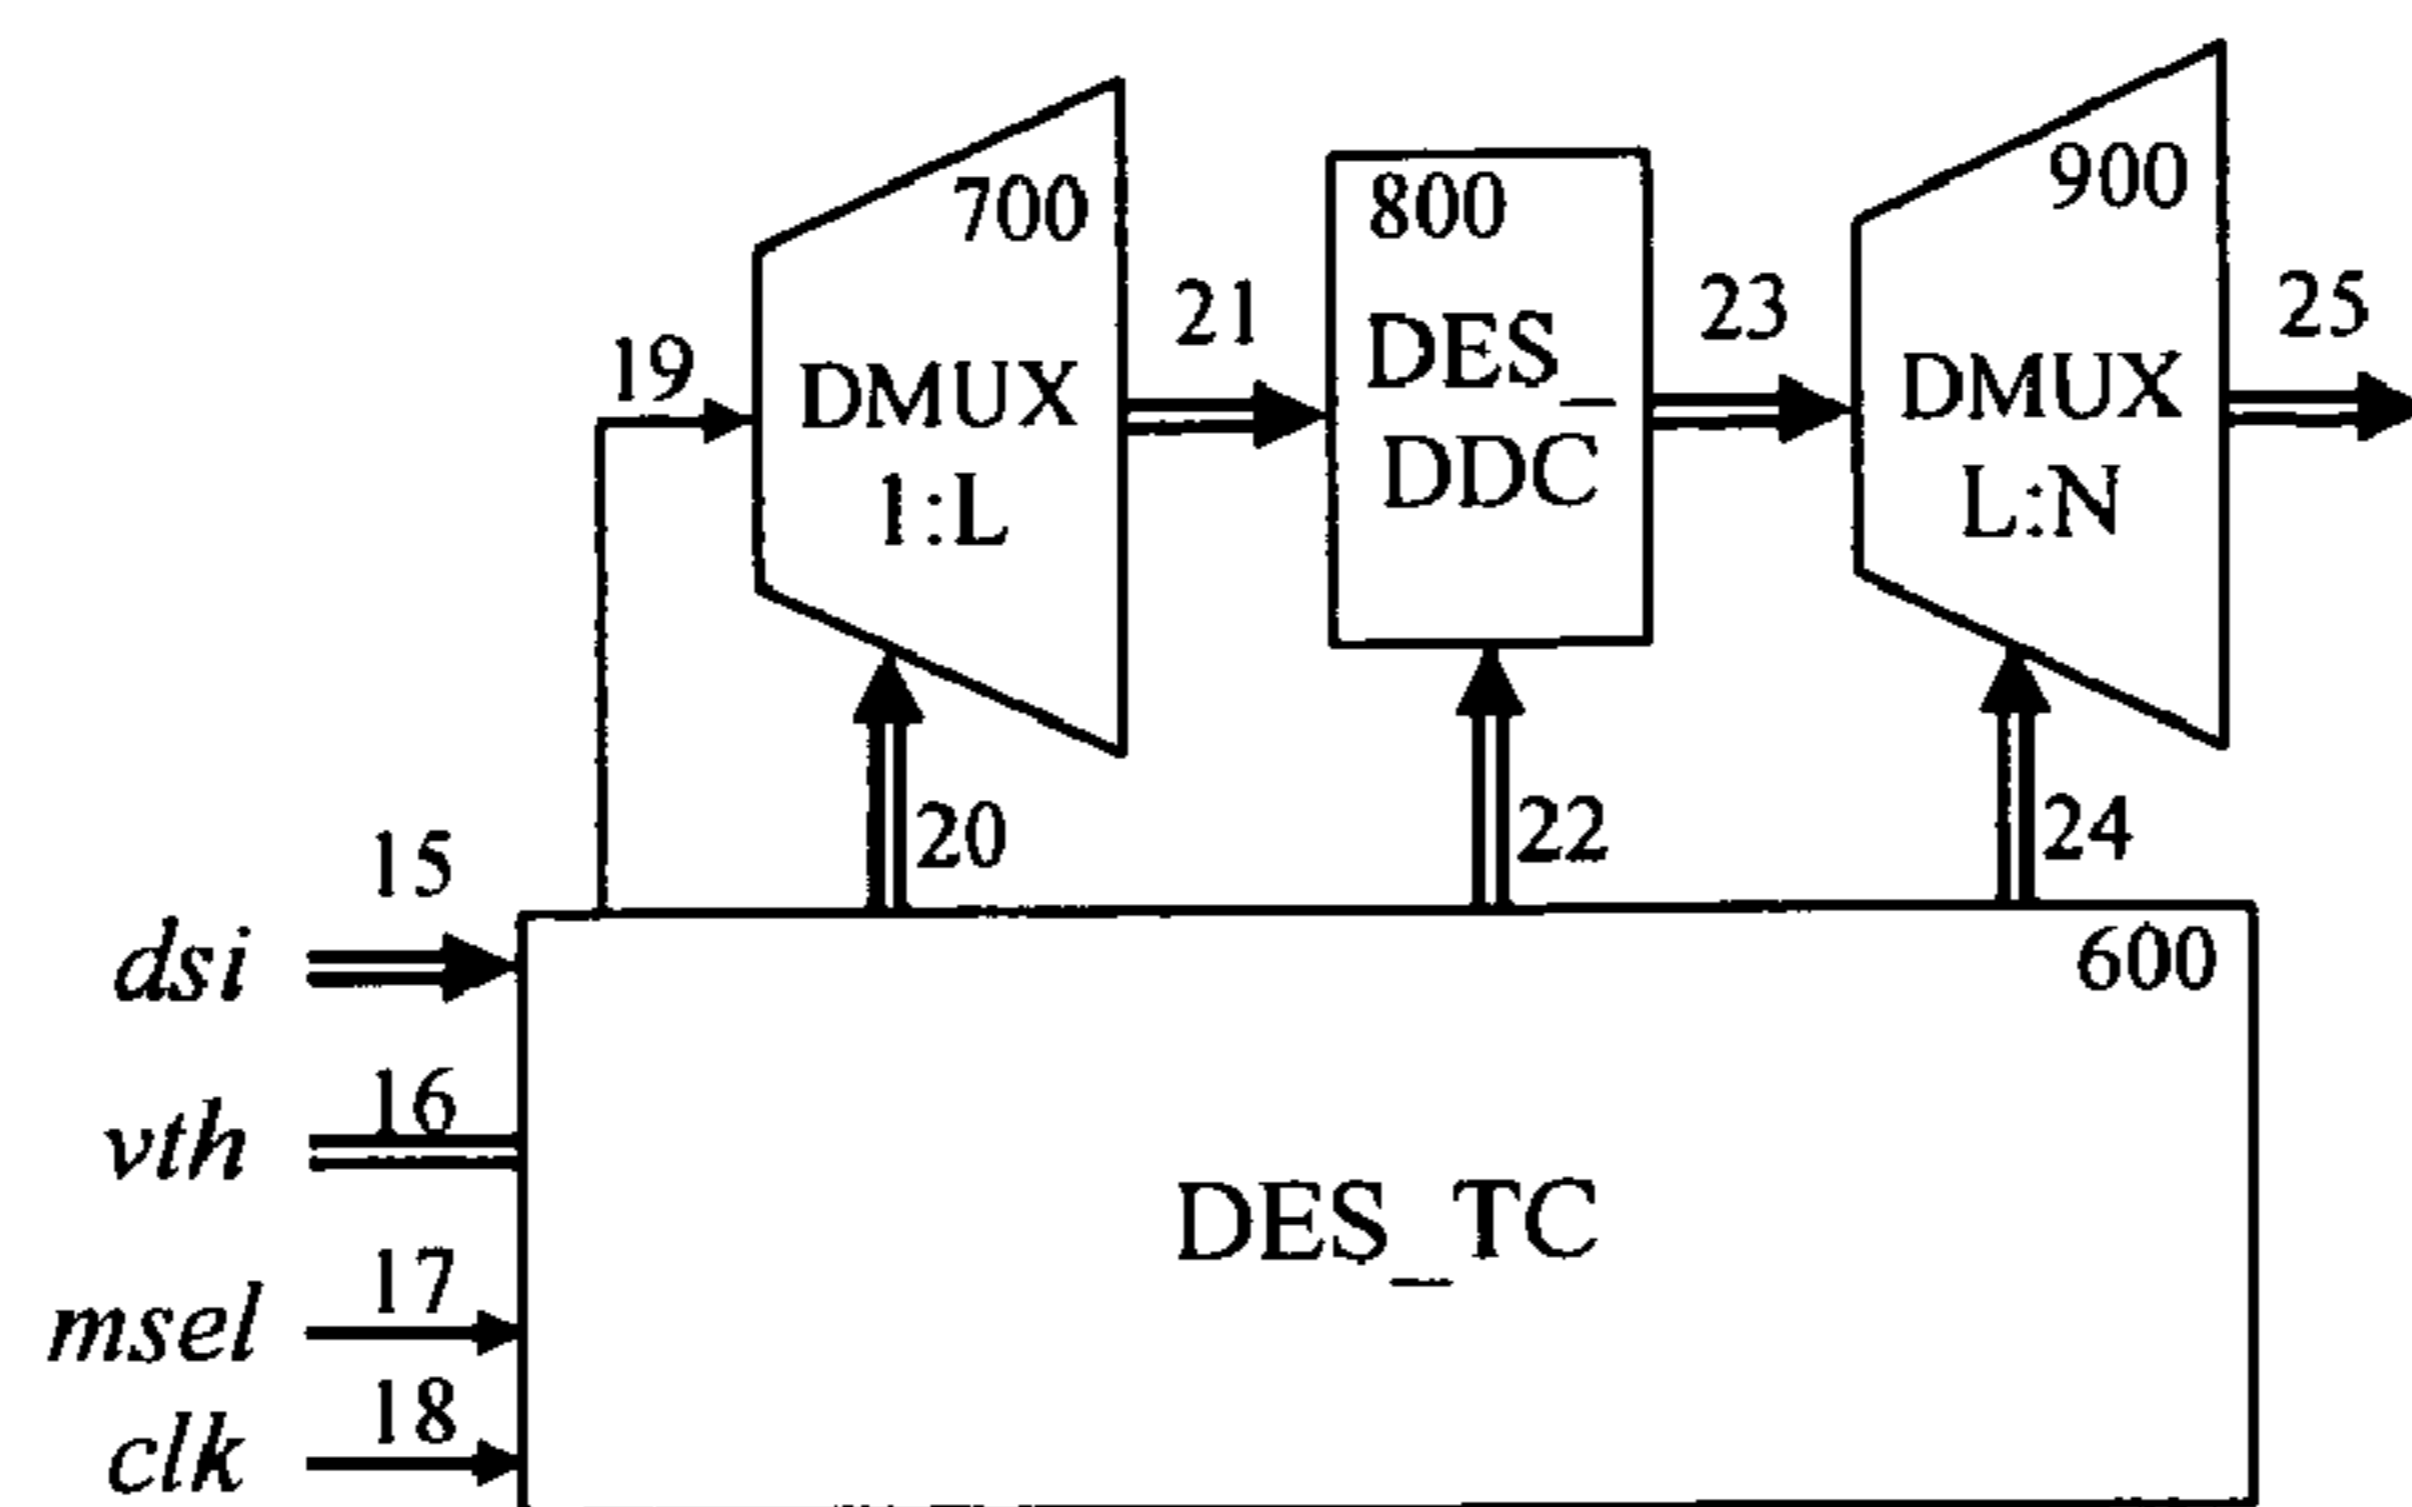 700
800
900
21
23
25
19
DMUX
1:L
DES_
DDC
DMUX
L:N
20
22
24
15
dsi
600
16
vth
DES_TC
17
msel
18
clk